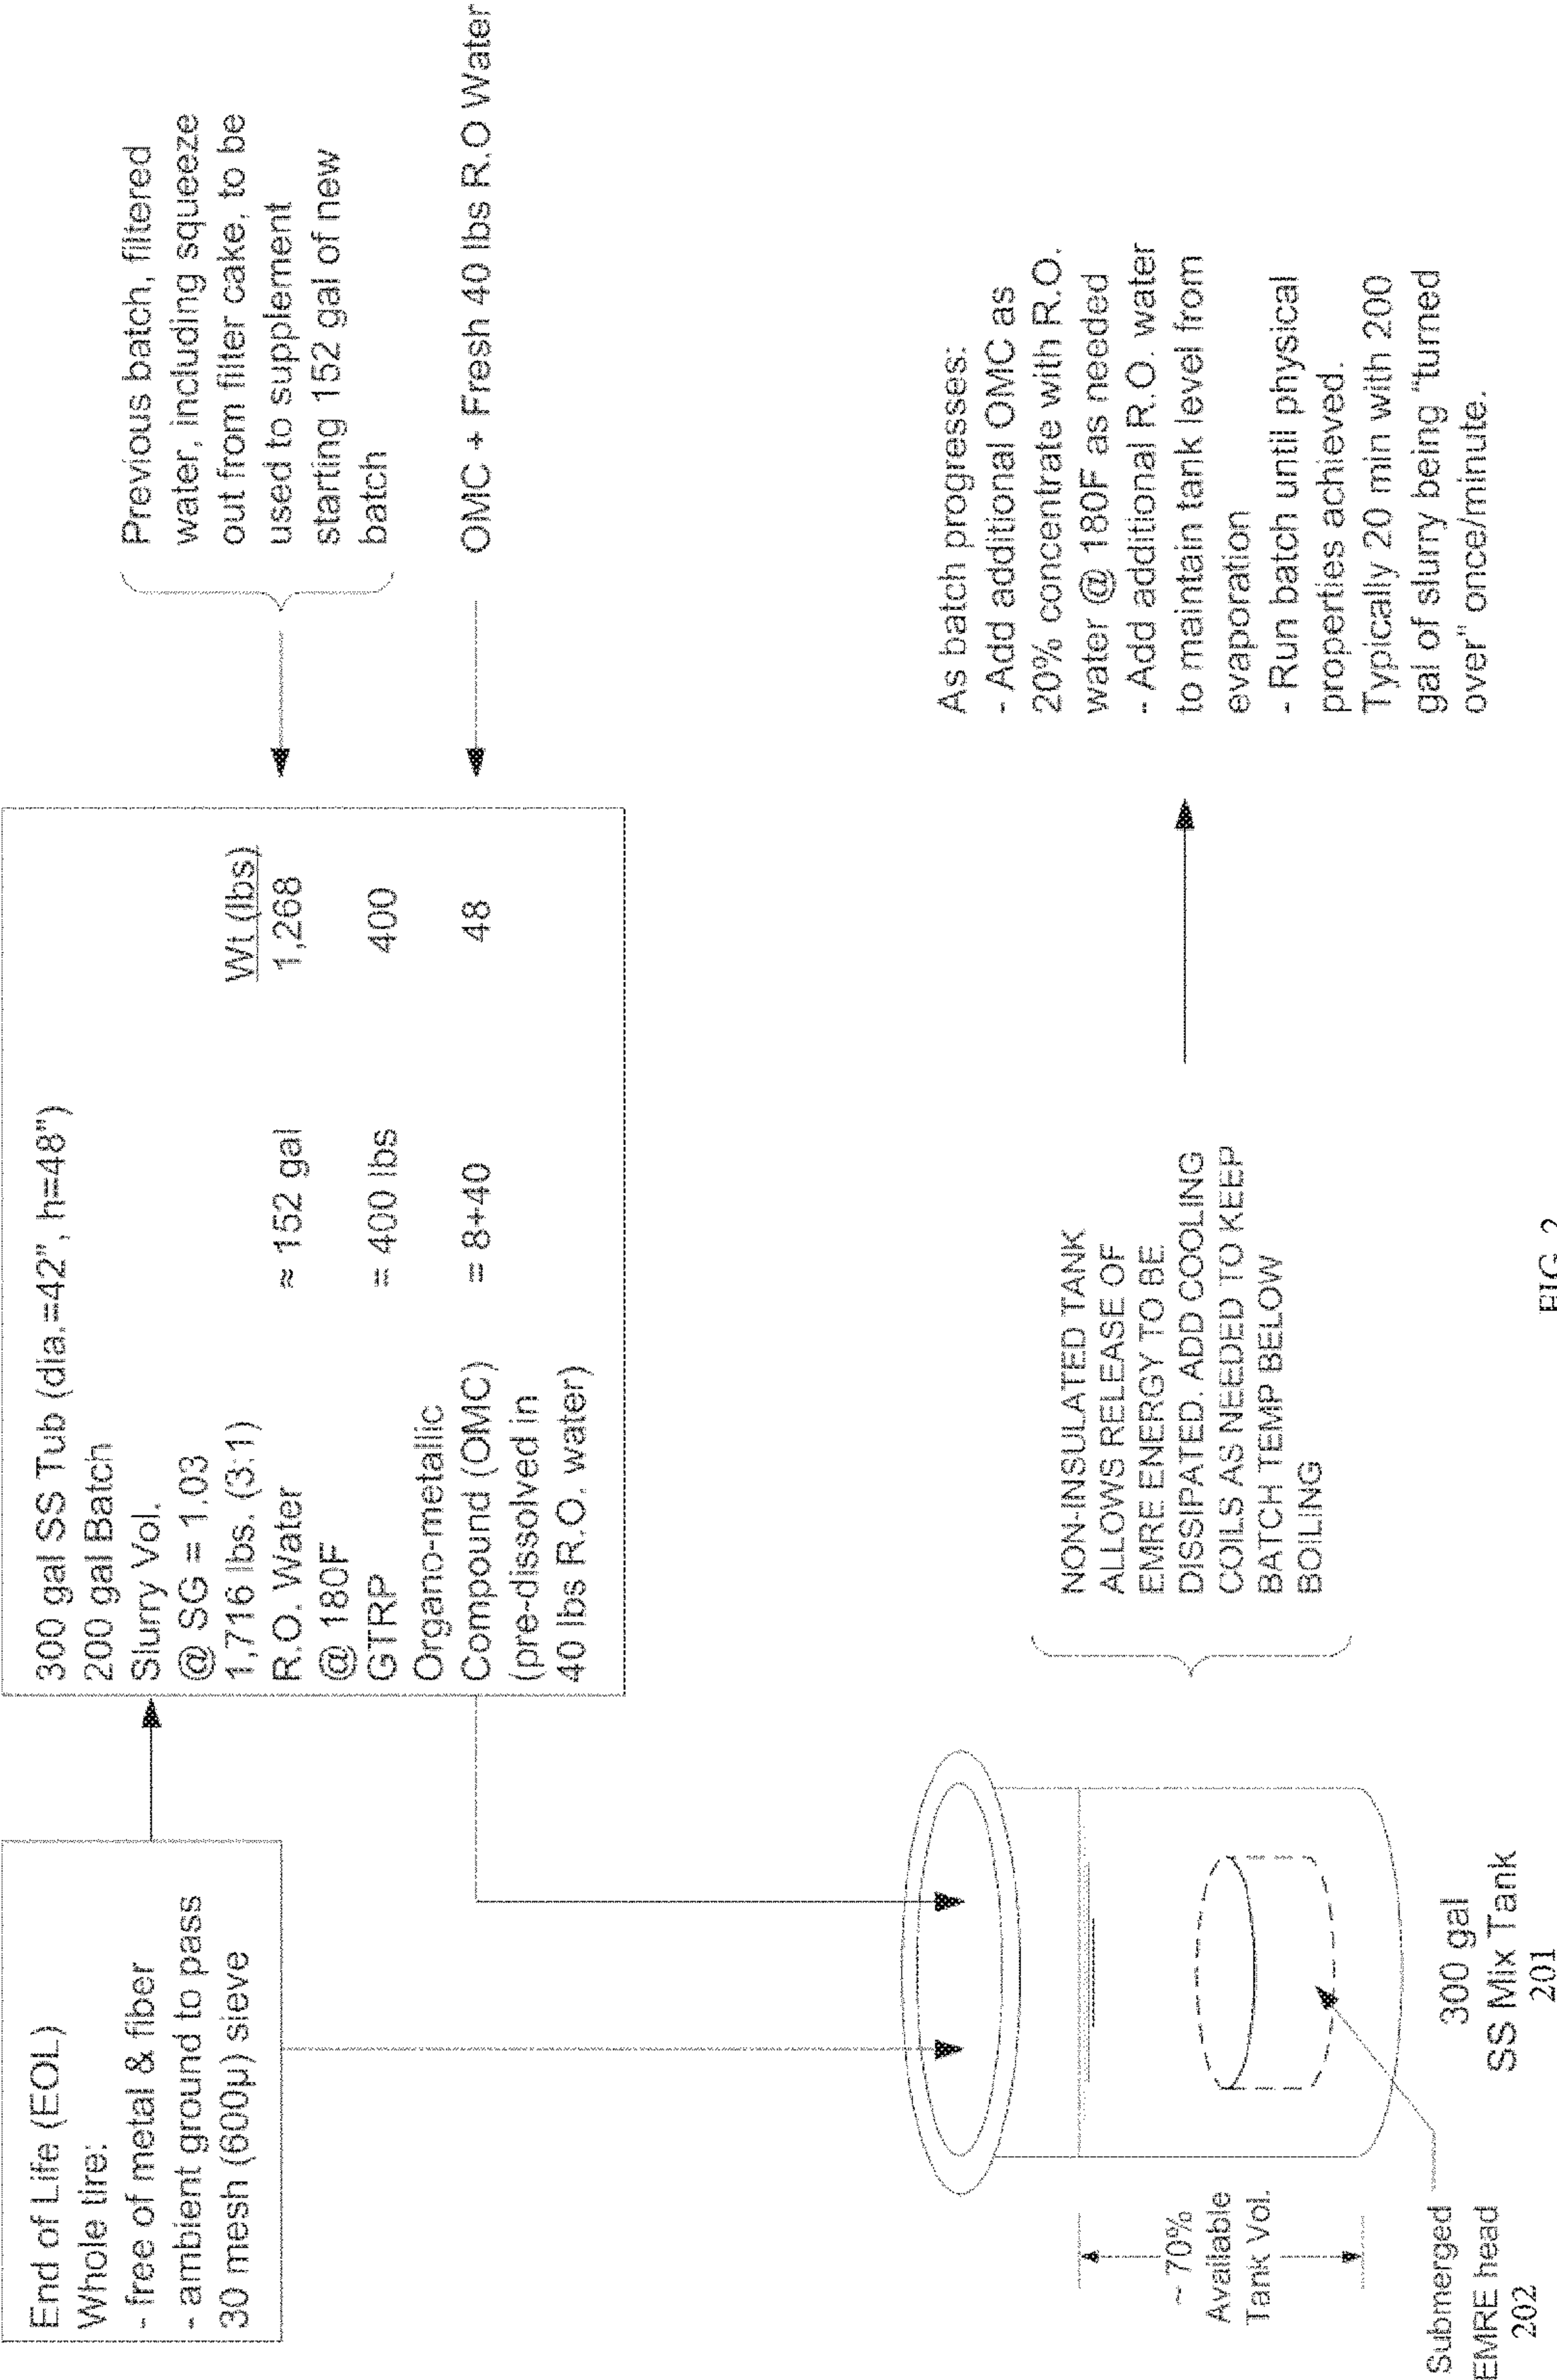 End of Life (EOL)
Whole tire:
- free of metal & fiber
- ambient ground to pass
30 mesh (600µ) sieve
300 gal SS Tub (dia.=42", h=48")
200 gal Batch
Slurry Vol.
@ SG = 1.03
1,716 lbs. (3:1)
Wt (lbs)
R.O. Water ≈ 152 gal 1,268
@ 180F
GTRP = 400 lbs 400
Organo-metallic
Compound (OMC) = 8+40 48
(pre-dissolved in
40 lbs R.O. water)
Previous batch, filtered
water, including squeeze
out from filter cake, to be
used to supplement
starting 152 gal of new
batch
OMC + Fresh 40 lbs R.O Water
~ 70%
Available
Tank Vol.
Submerged
EMRE head
202
300 gal
SS Mix Tank
201
NON-INSULATED TANK
ALLOWS RELEASE OF
EMRE ENERGY TO BE
DISSIPATED. ADD COOLING
COILS AS NEEDED TO KEEP
BATCH TEMP BELOW
BOILING
As batch progresses:
- Add additional OMC as
20% concentrate with R.O.
water @ 180F as needed
- Add additional R.O. water
to maintain tank level from
evaporation
- Run batch until physical
properties achieved.
Typically 20 min with 200
gal of slurry being "turned
over" once/minute.
FIG. 2